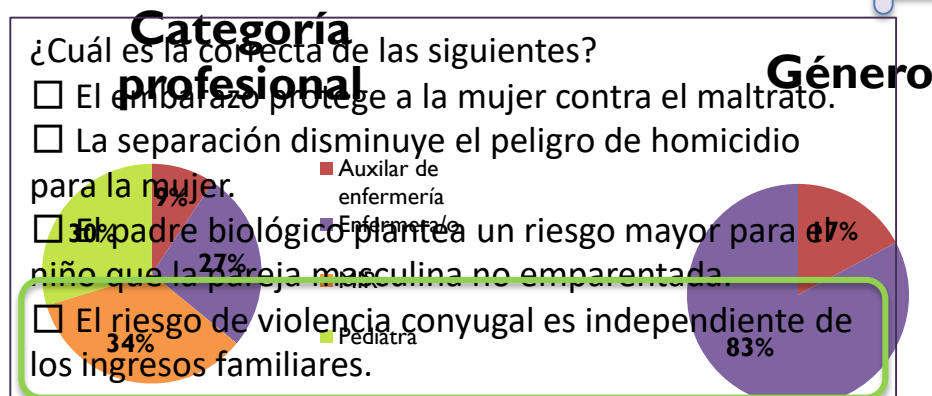 Categoría
profesional
Género
¿Cuál es la correcta de las siguientes?
☐ El embarazo protege a la mujer contra el maltrato.
☐ La separación disminuye el peligro de homicidio
para la mujer.
☐ El padre biológico plantea un riesgo mayor para el
niño que la pareja masculina no emparentada.
☐ El riesgo de violencia conyugal es independiente de
los ingresos familiares.
Auxilar de
enfermería
Enfermera/o
MIR
Pediatra
9%
27%
34%
30%
17%
83%